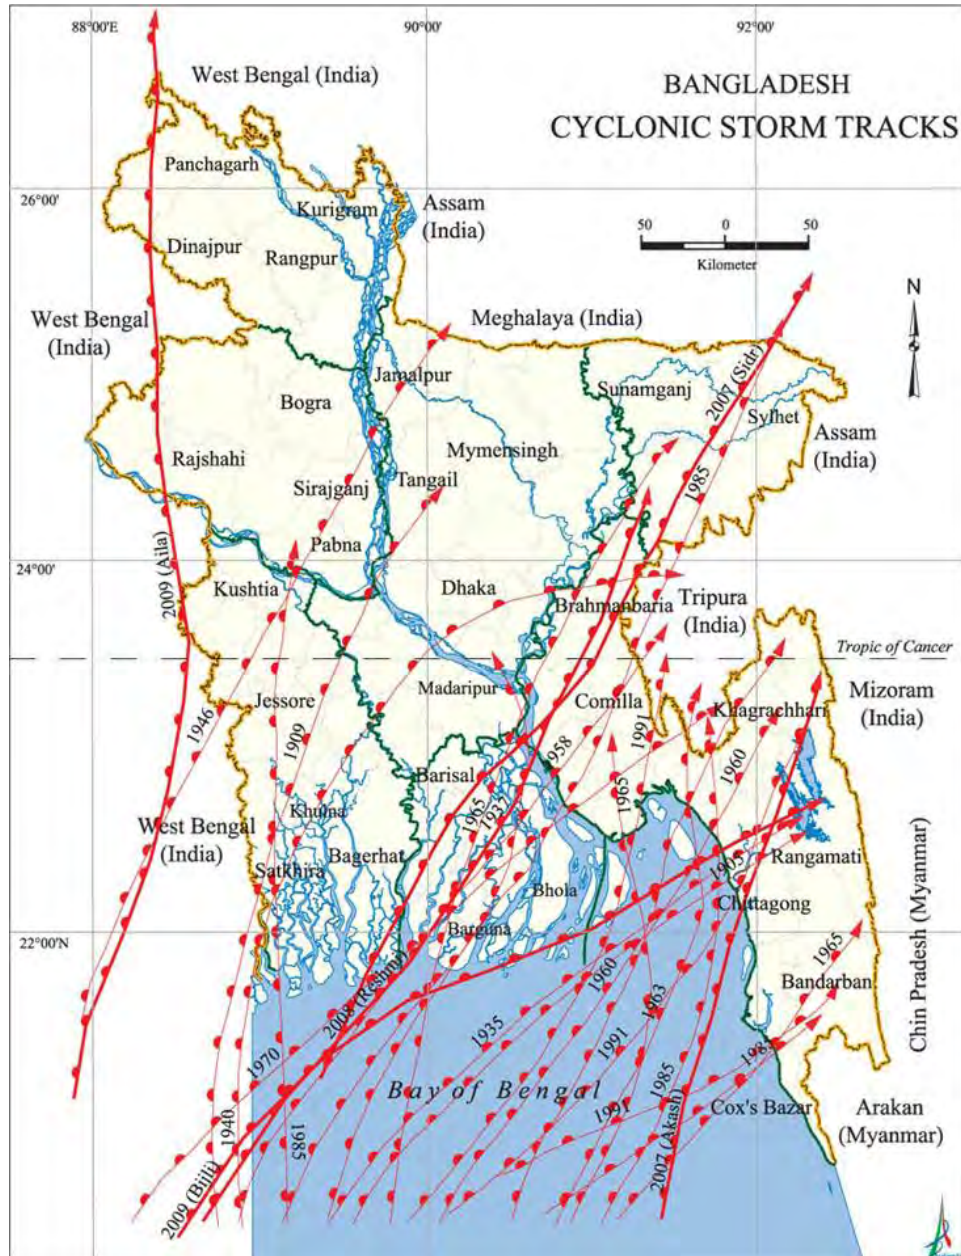 88°00'E
90°00'
92°00'
BANGLADESH
CYCLONIC STORM TRACKS
West Bengal (India)
Panchagarh
26°00'
Kurigram
Assam
(India)
Dinajpur
Rangpur
50
0
50
Kilometer
N
West Bengal
(India)
Meghalaya (India)
Jamalpur
Bogra
Sunamganj
2007 (Sidr)
Sylhet
Mymensingh
Assam
(India)
Rajshahi
Sirajganj
Tangail
1985
Pabna
24°00'
2009 (Aila)
Kushtia
Dhaka
Brahmanbaria
Tripura
(India)
Tropic of Cancer
Madaripur
Jessore
Comilla
Khagrachhari
Mizoram
(India)
1946
1909
1991
1958
1960
Barisal
1965
1937
1965
Khulna
West Bengal
(India)
Bagerhat
Satkhira
Bhola
1905
Rangamati
Chittagong
22°00'N
Barguna
1965
Bandarban
Chin Pradesh (Myanmar)
2008 (Reshmi)
1960
1963
1935
1991
1970
Bay of Bengal
1985
1991
Cox's Bazar
Arakan
(Myanmar)
1940
1985
2007 (Akash)
2009 (Bijli)